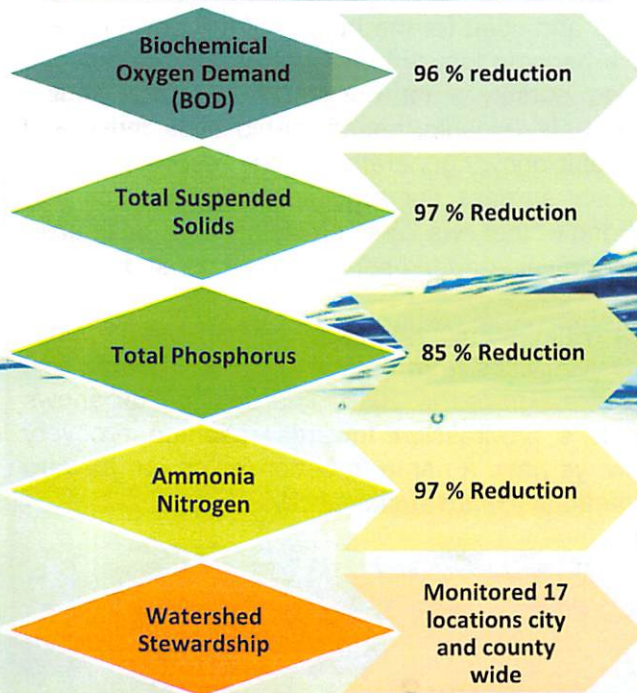 Biochemical
Oxygen Demand
(BOD)
96 % reduction
Total Suspended
Solids
97 % Reduction
Total Phosphorus
85 % Reduction
Ammonia
Nitrogen
97 % Reduction
Watershed
Stewardship
Monitored 17
locations city
and county
wide